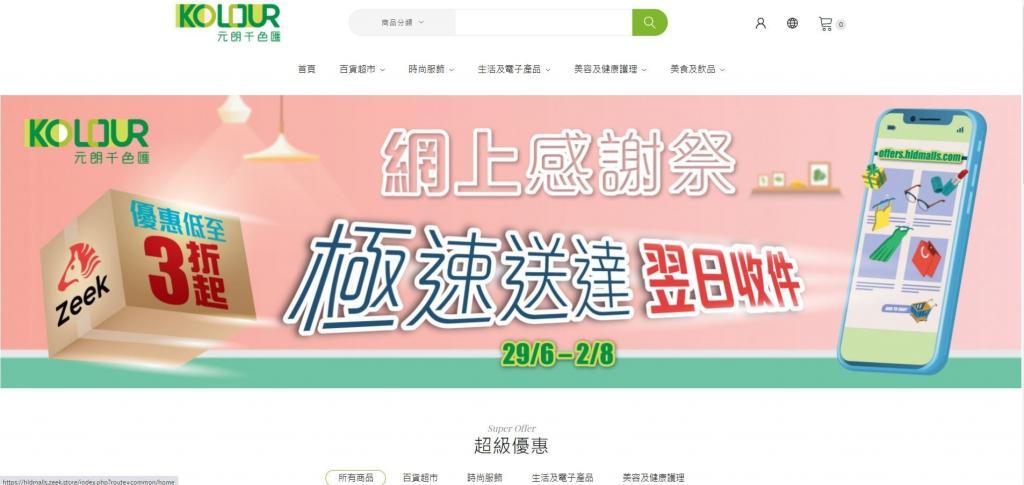 KOLOUR
元朗千色匯
商品分類
0
首頁 百貨超市 時尚服飾 生活及電子產品 美容及健康護理 美食及飲品
KOLOUR
元朗千色匯
網上感謝祭
offers.hldmalls.com
優惠低至
3折起
zeek
極速送達 翌日收件
29/6 – 2/8
ADD TO CART
Super Offer
超級優惠
所有商品 百貨超市 時尚服飾 生活及電子產品 美容及健康護理
https://hldmalls.zeek.store/index.php?route=common/home